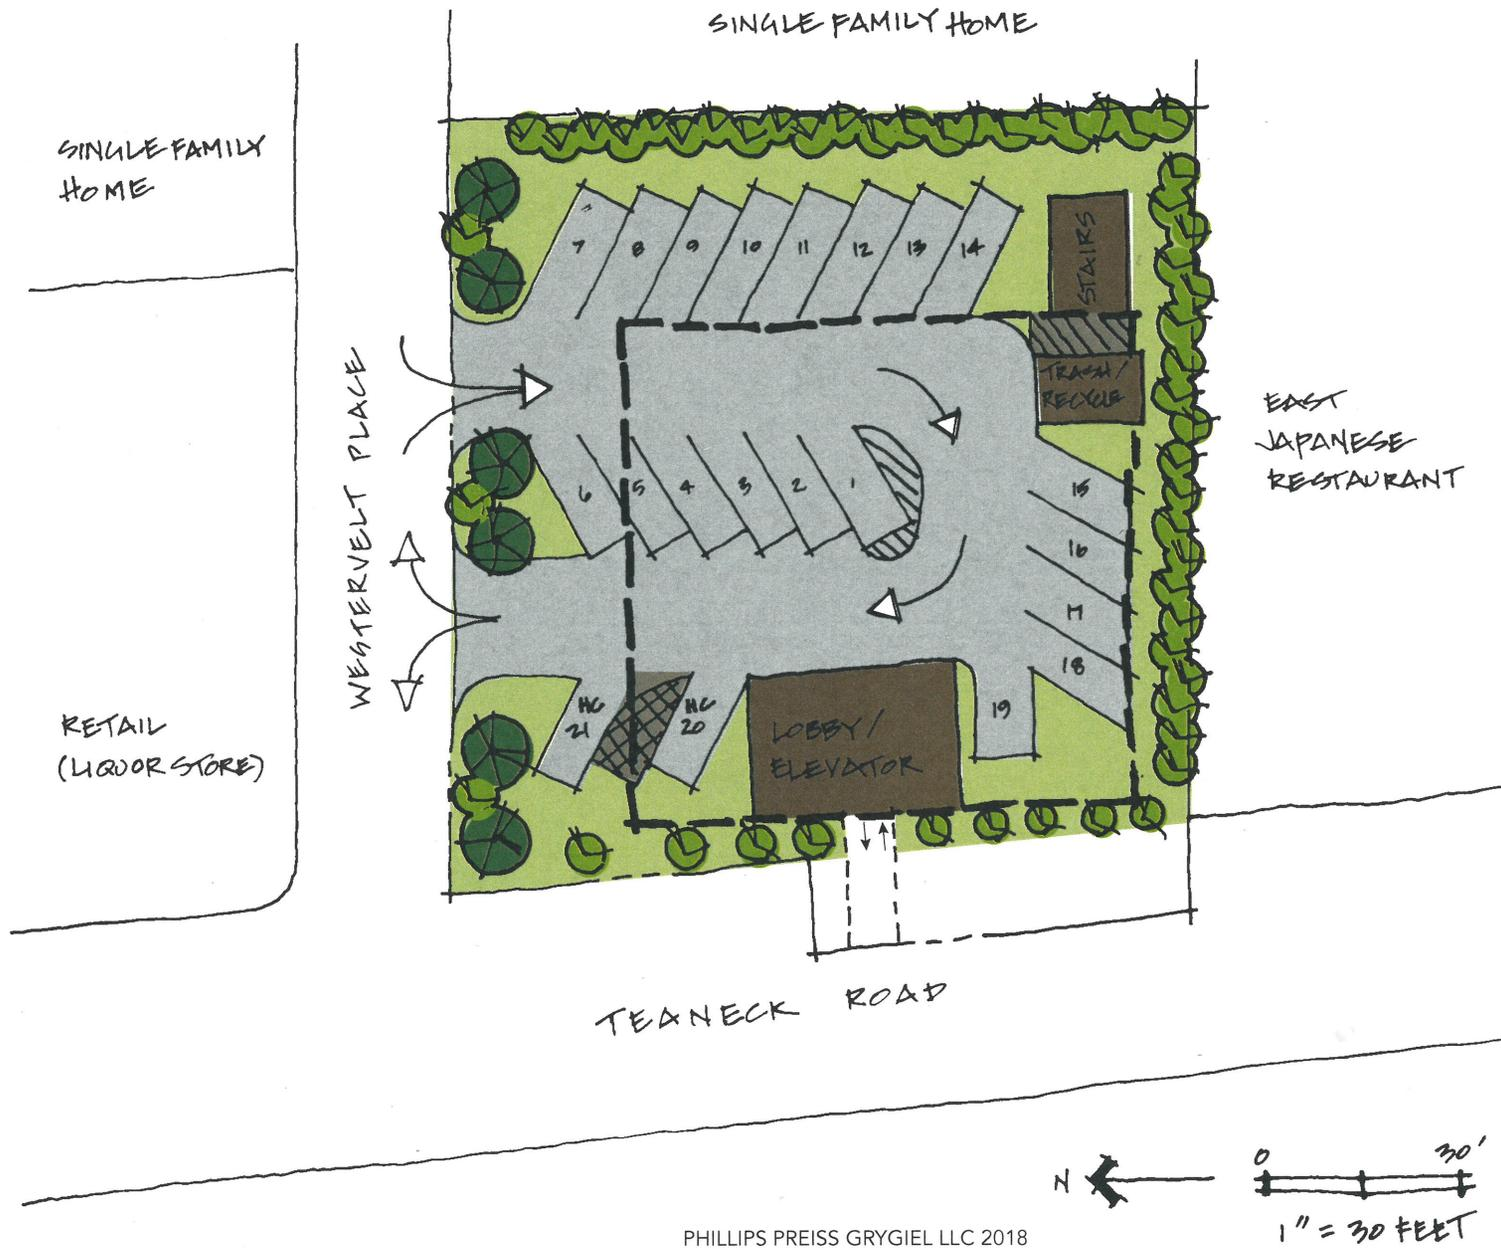 SINGLE FAMILY HOME
SINGLE FAMILY
HOME
7
8
9
10
11
12
13
14
STAIRS
TRASH/
RECYCLE
WESTERVELT PLACE
EAST
JAPANESE
RESTAURANT
6
5
4
3
2
1
15
16
17
18
19
HC
21
HC
20
LOBBY/
ELEVATOR
RETAIL
(LIQUOR STORE)
TEANECK ROAD
N
0
30'
1" = 30 FEET
PHILLIPS PREISS GRYGIEL LLC 2018